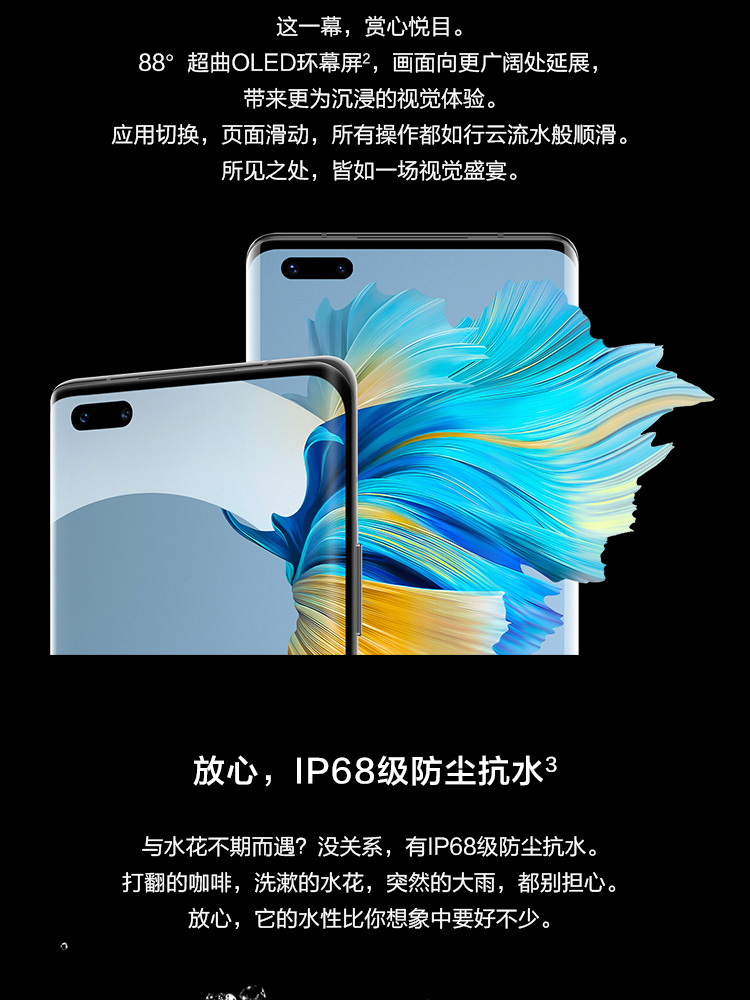 这一幕，赏心悦目。
88°超曲OLED环幕屏²，画面向更广阔处延展，
带来更为沉浸的视觉体验。
应用切换，页面滑动，所有操作都如行云流水般顺滑。
所见之处，皆如一场视觉盛宴。
放心，IP68级防尘抗水³
与水花不期而遇？没关系，有IP68级防尘抗水。
打翻的咖啡，洗漱的水花，突然的大雨，都别担心。
放心，它的水性比你想象中要好不少。